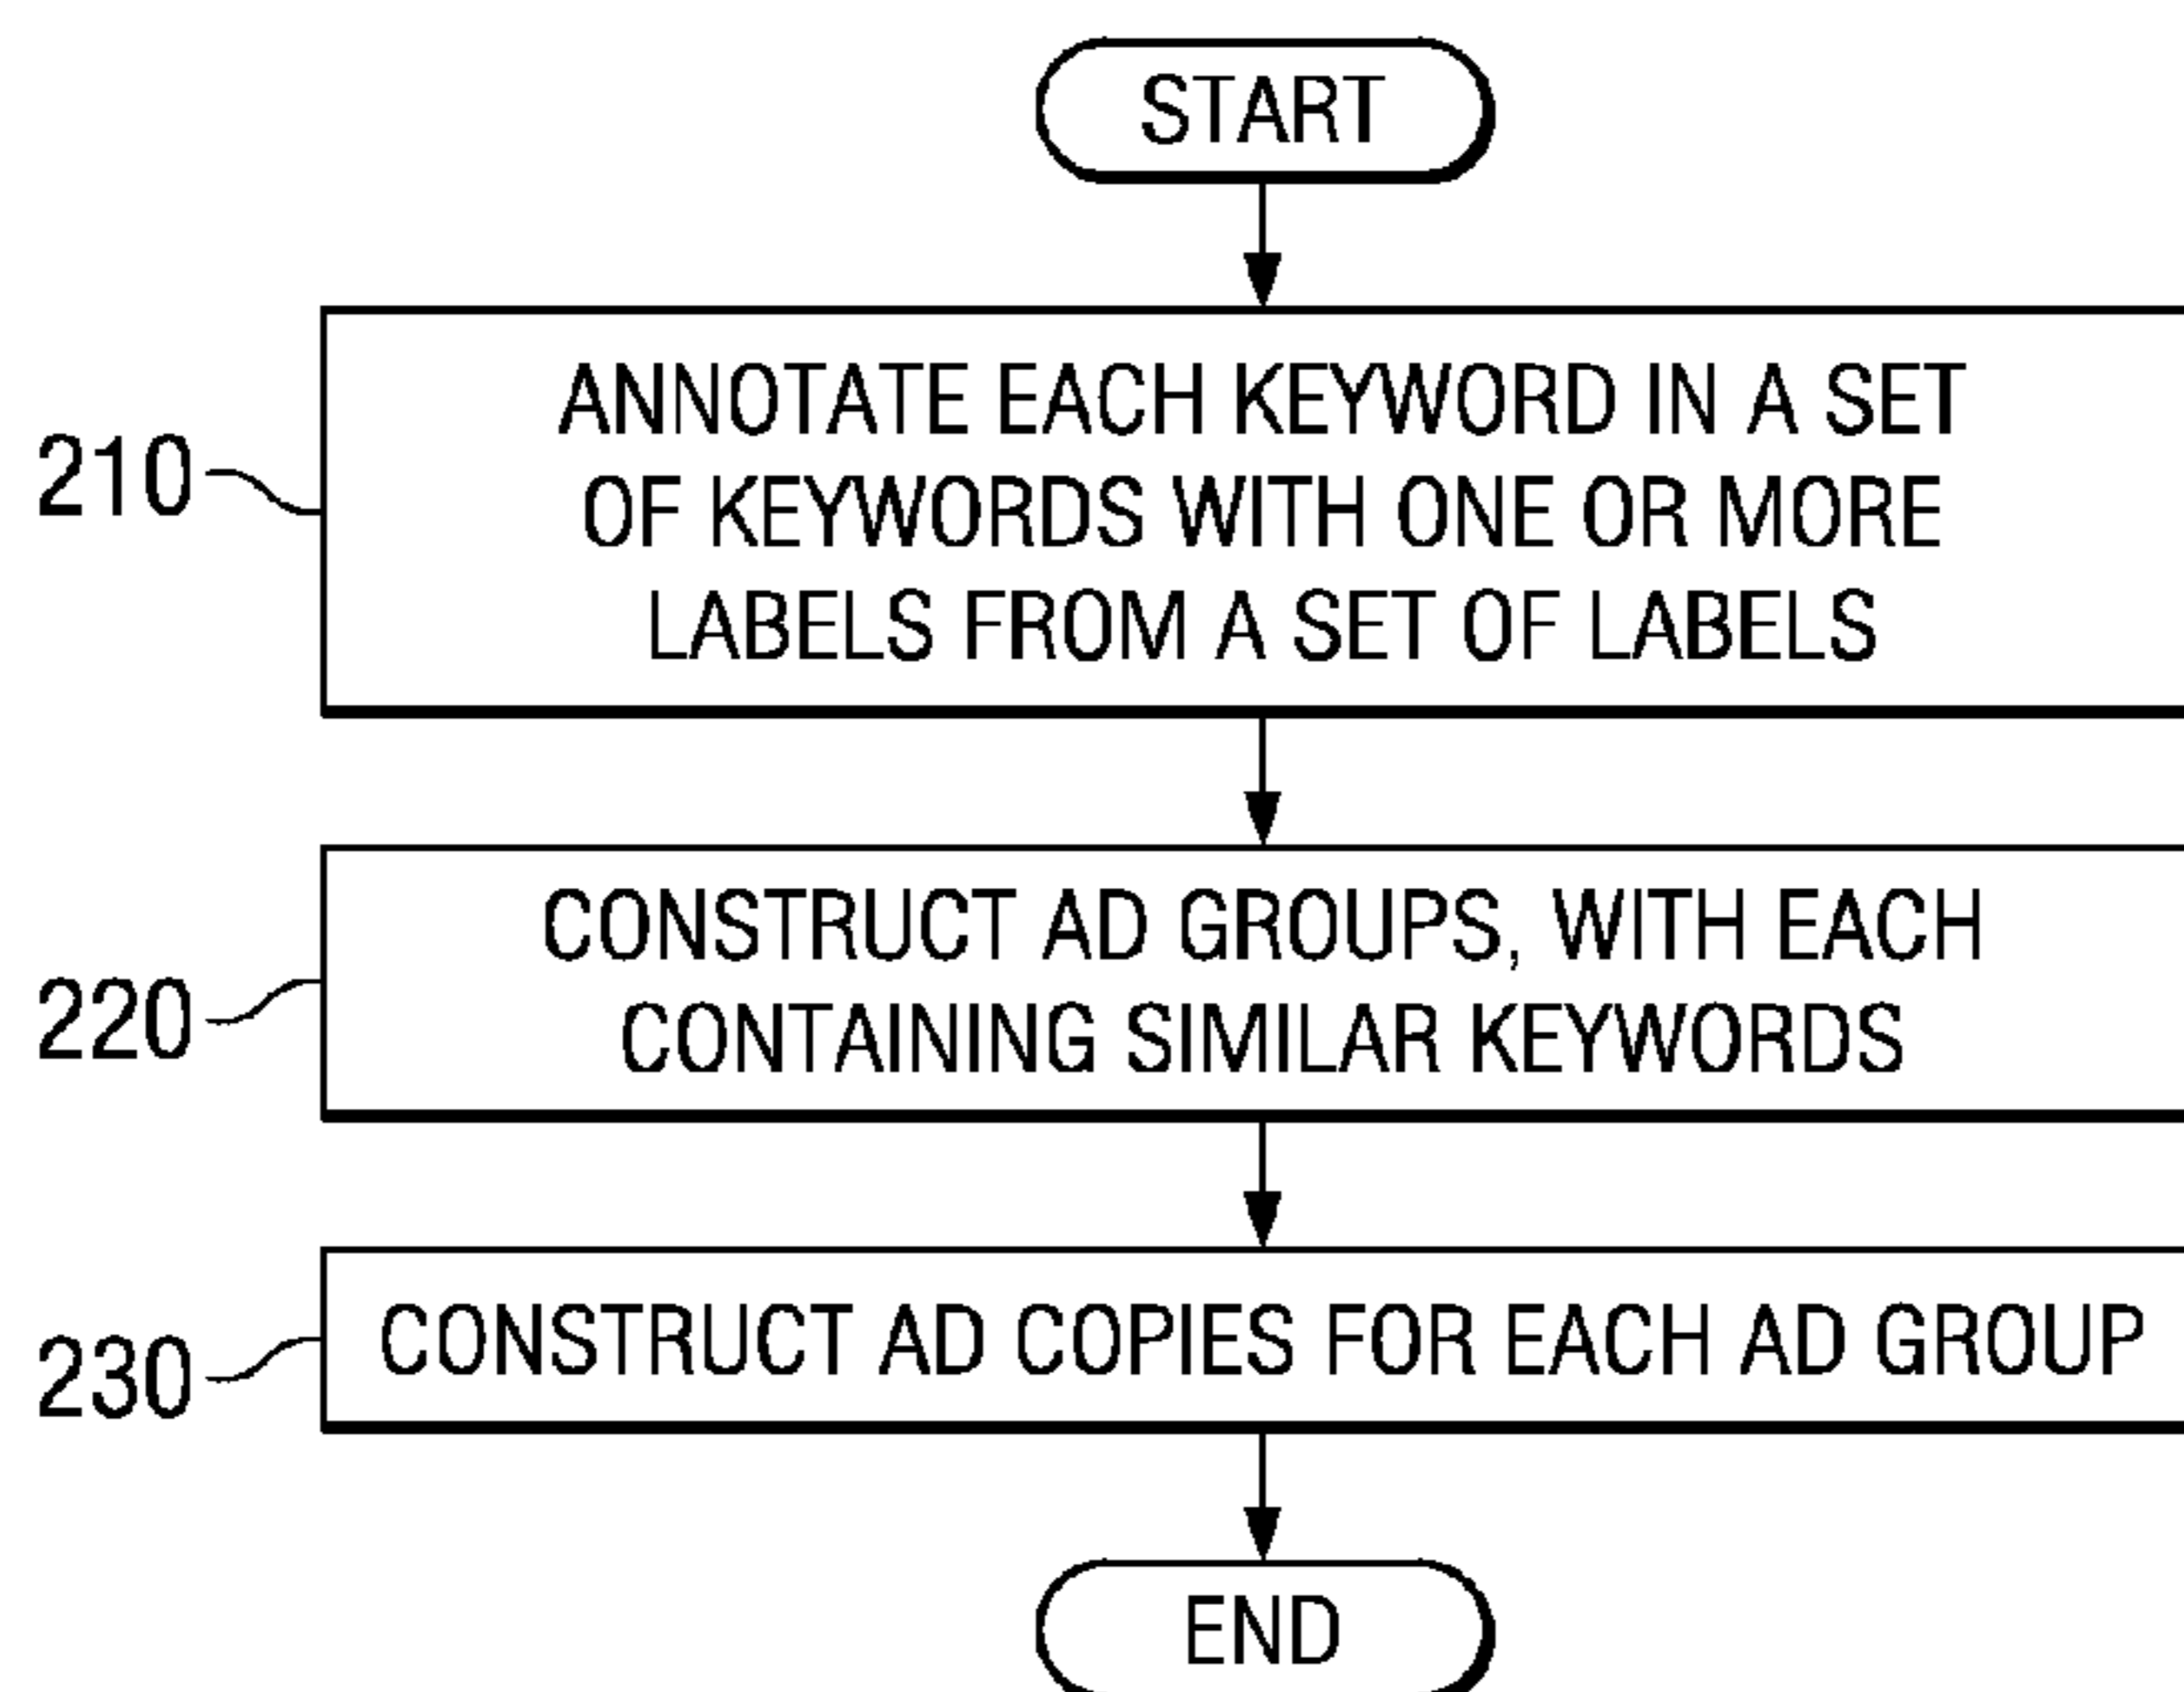 START
210
ANNOTATE EACH KEYWORD IN A SET
OF KEYWORDS WITH ONE OR MORE
LABELS FROM A SET OF LABELS
220
CONSTRUCT AD GROUPS, WITH EACH
CONTAINING SIMILAR KEYWORDS
230
CONSTRUCT AD COPIES FOR EACH AD GROUP
END